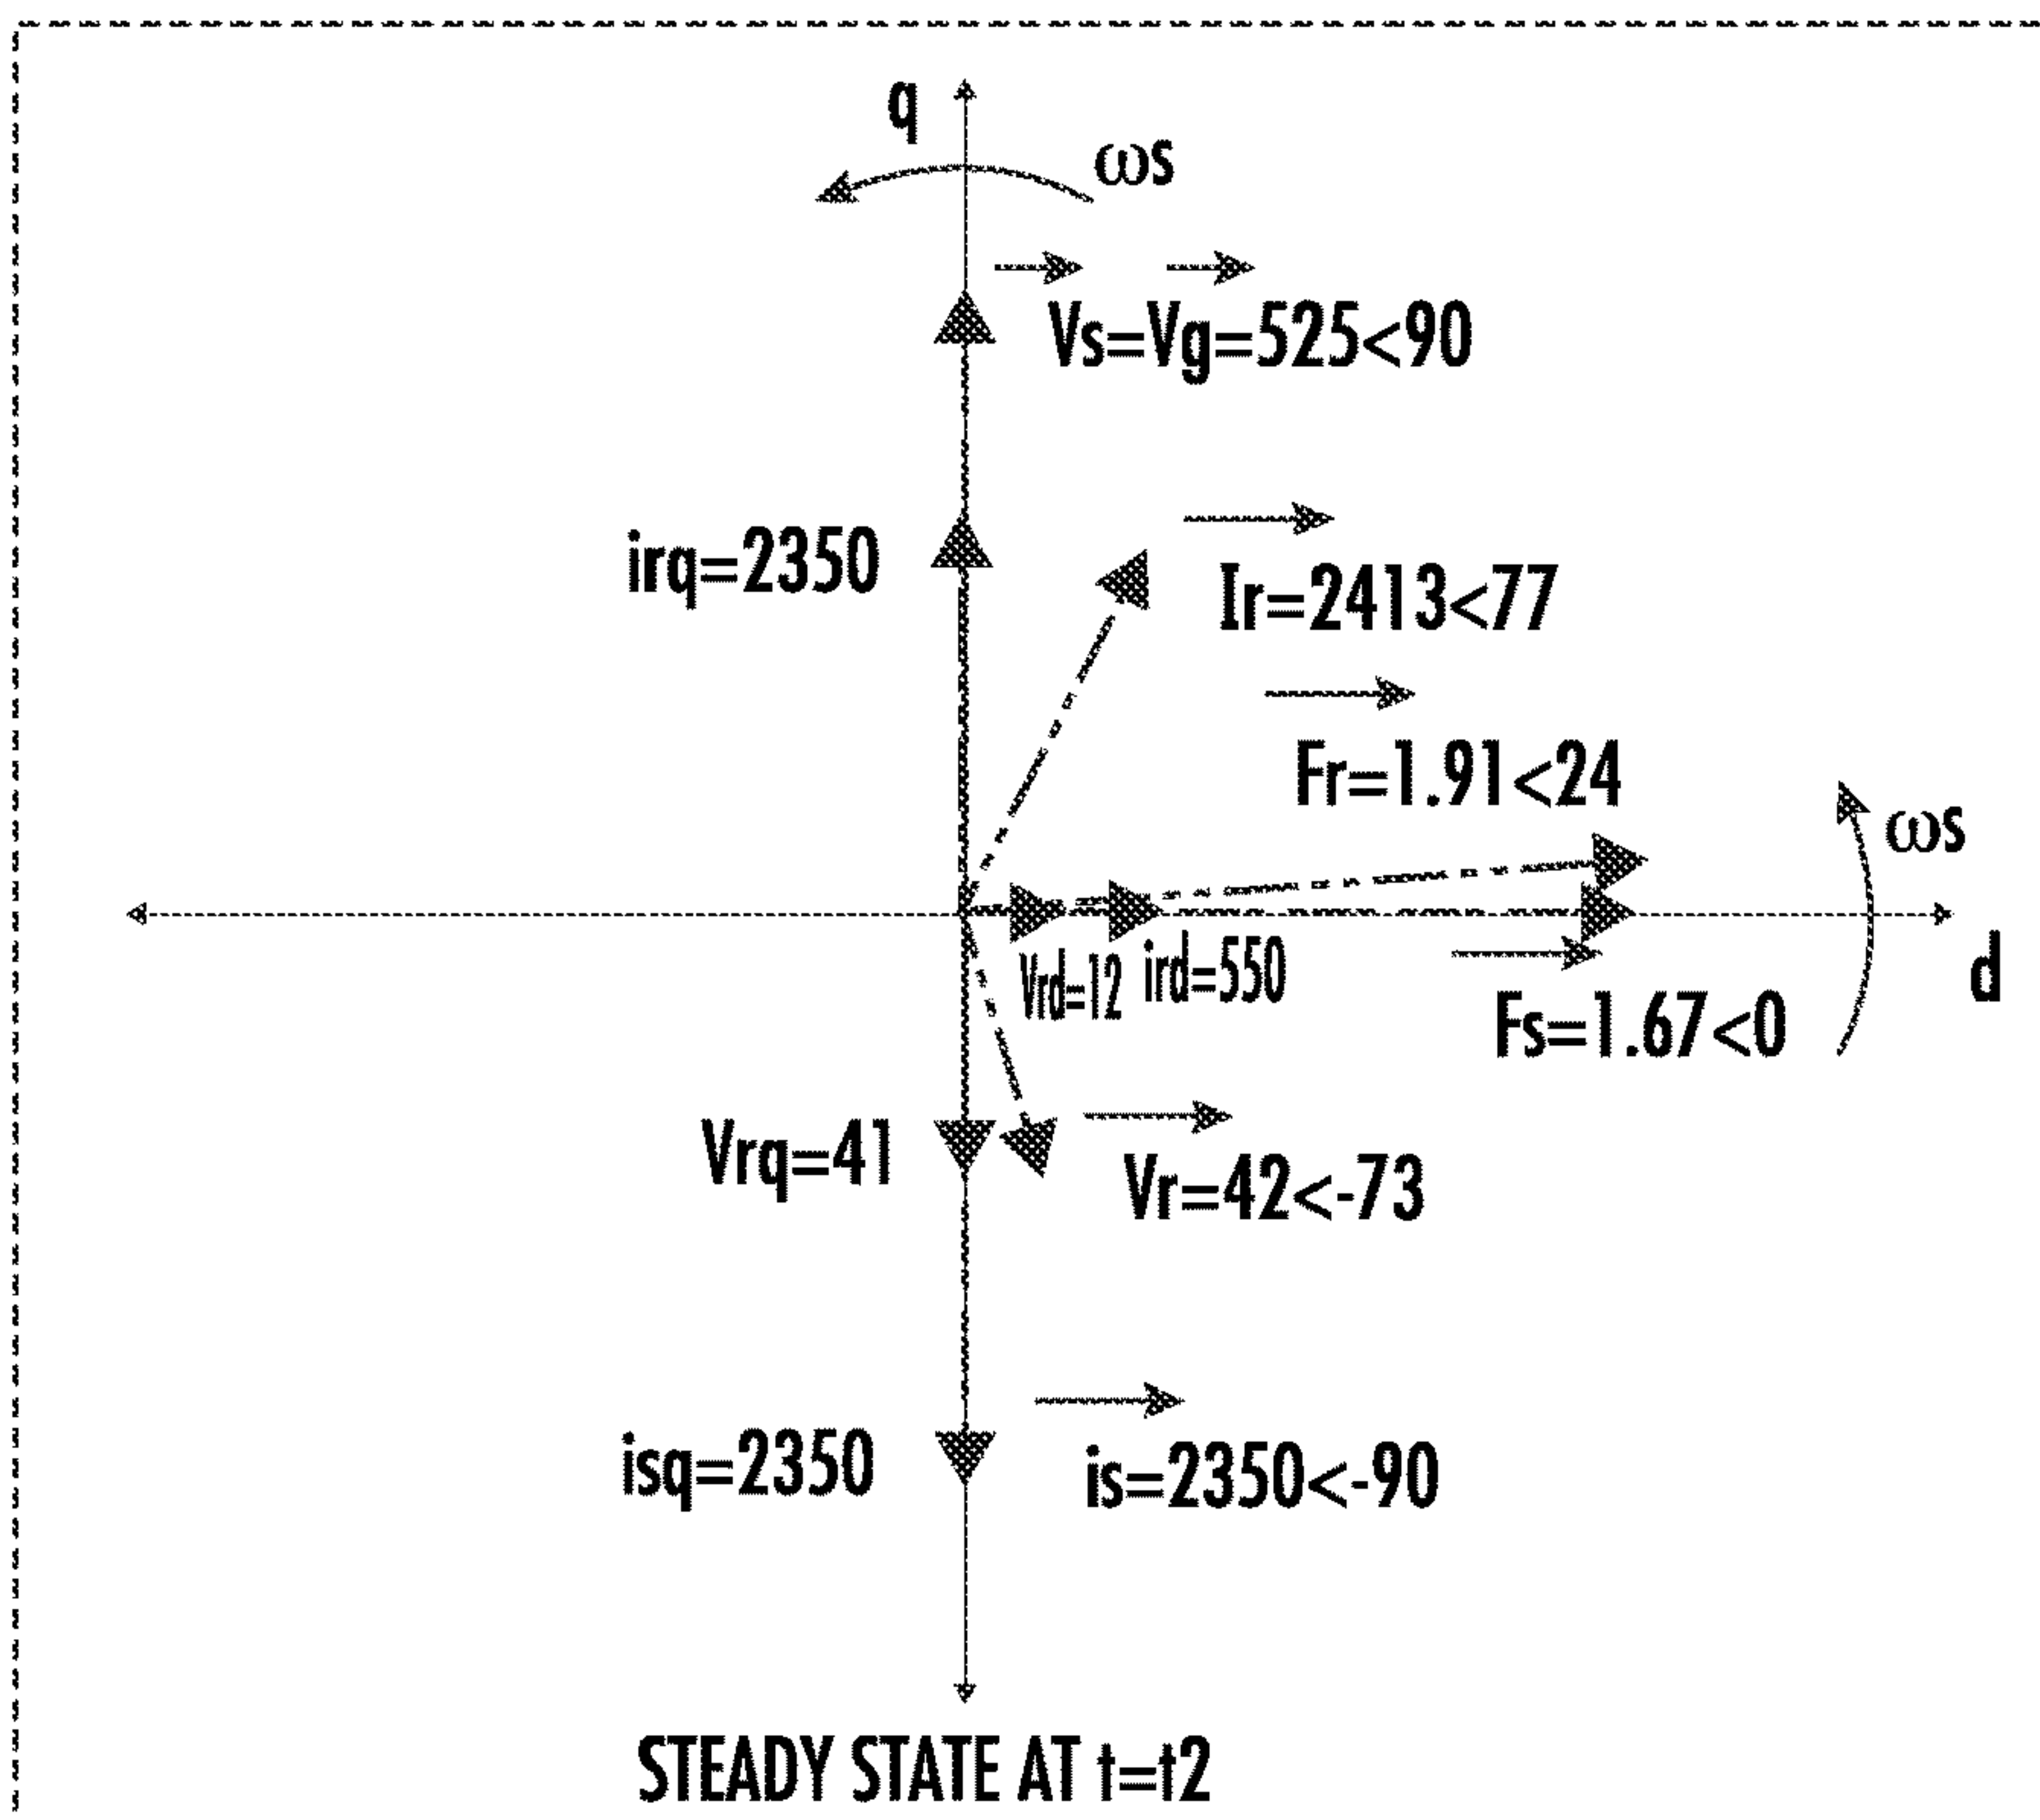 q
ωs
Vs=Vg=525<90
irq=2350
Ir=2413<77
Fr=1.91<24
ωs
Vrd=12 ird=550
d
Fs=1.67<0
Vrq=41
Vr=42<-73
isq=2350
is=2350<-90
STEADY STATE AT t=t2